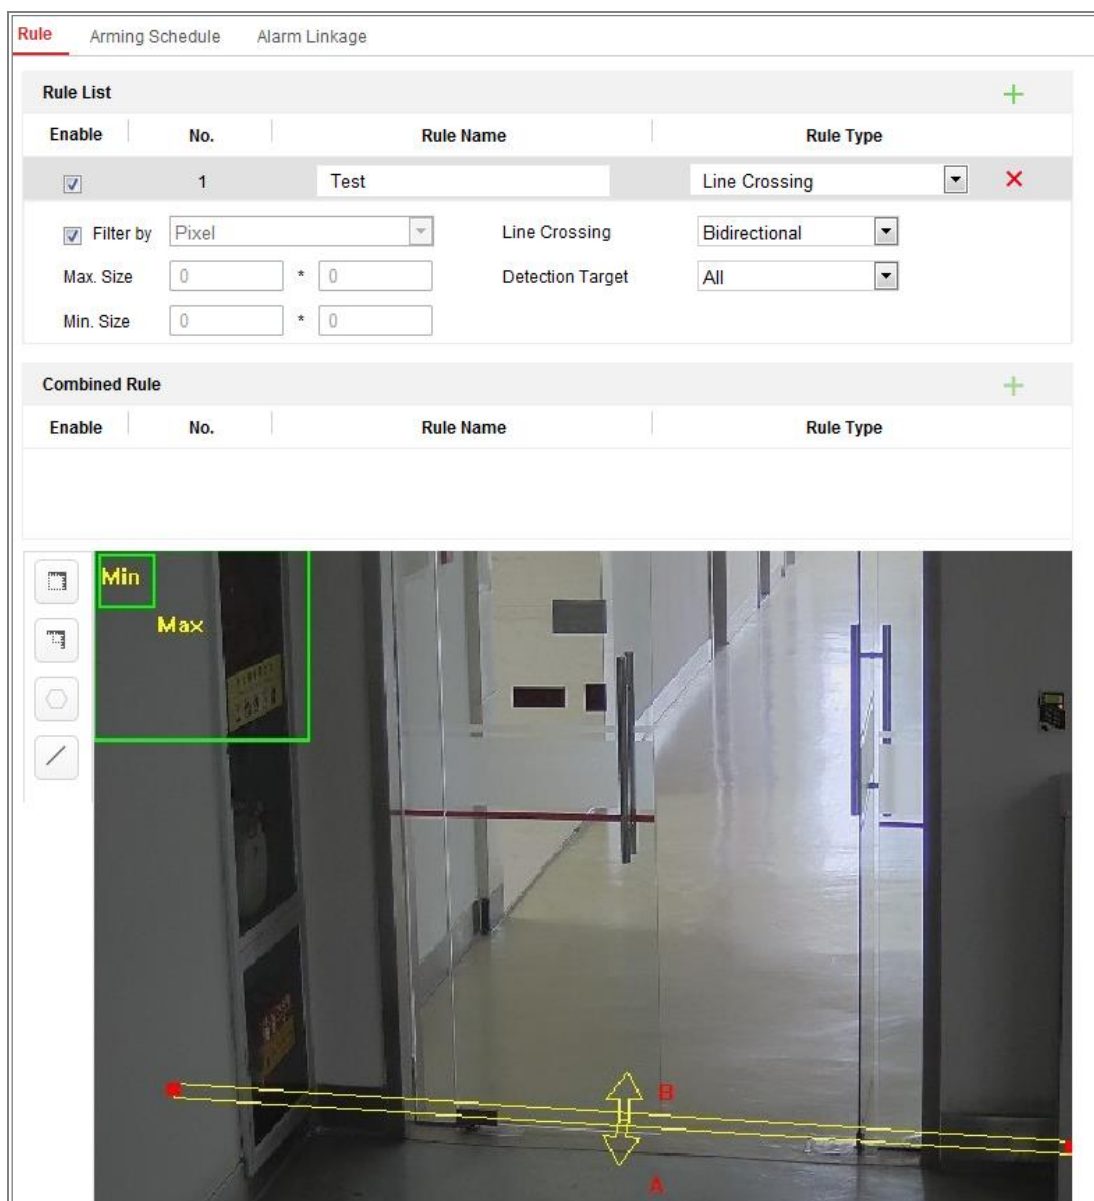 Rule Arming Schedule Alarm Linkage
Rule List +
Enable No. Rule Name Rule Type
1 Test Line Crossing
Filter by Pixel Line Crossing Bidirectional
Max. Size 0 * 0 Detection Target All
Min. Size 0 * 0
Combined Rule +
Enable No. Rule Name Rule Type
Min
Max
B
A